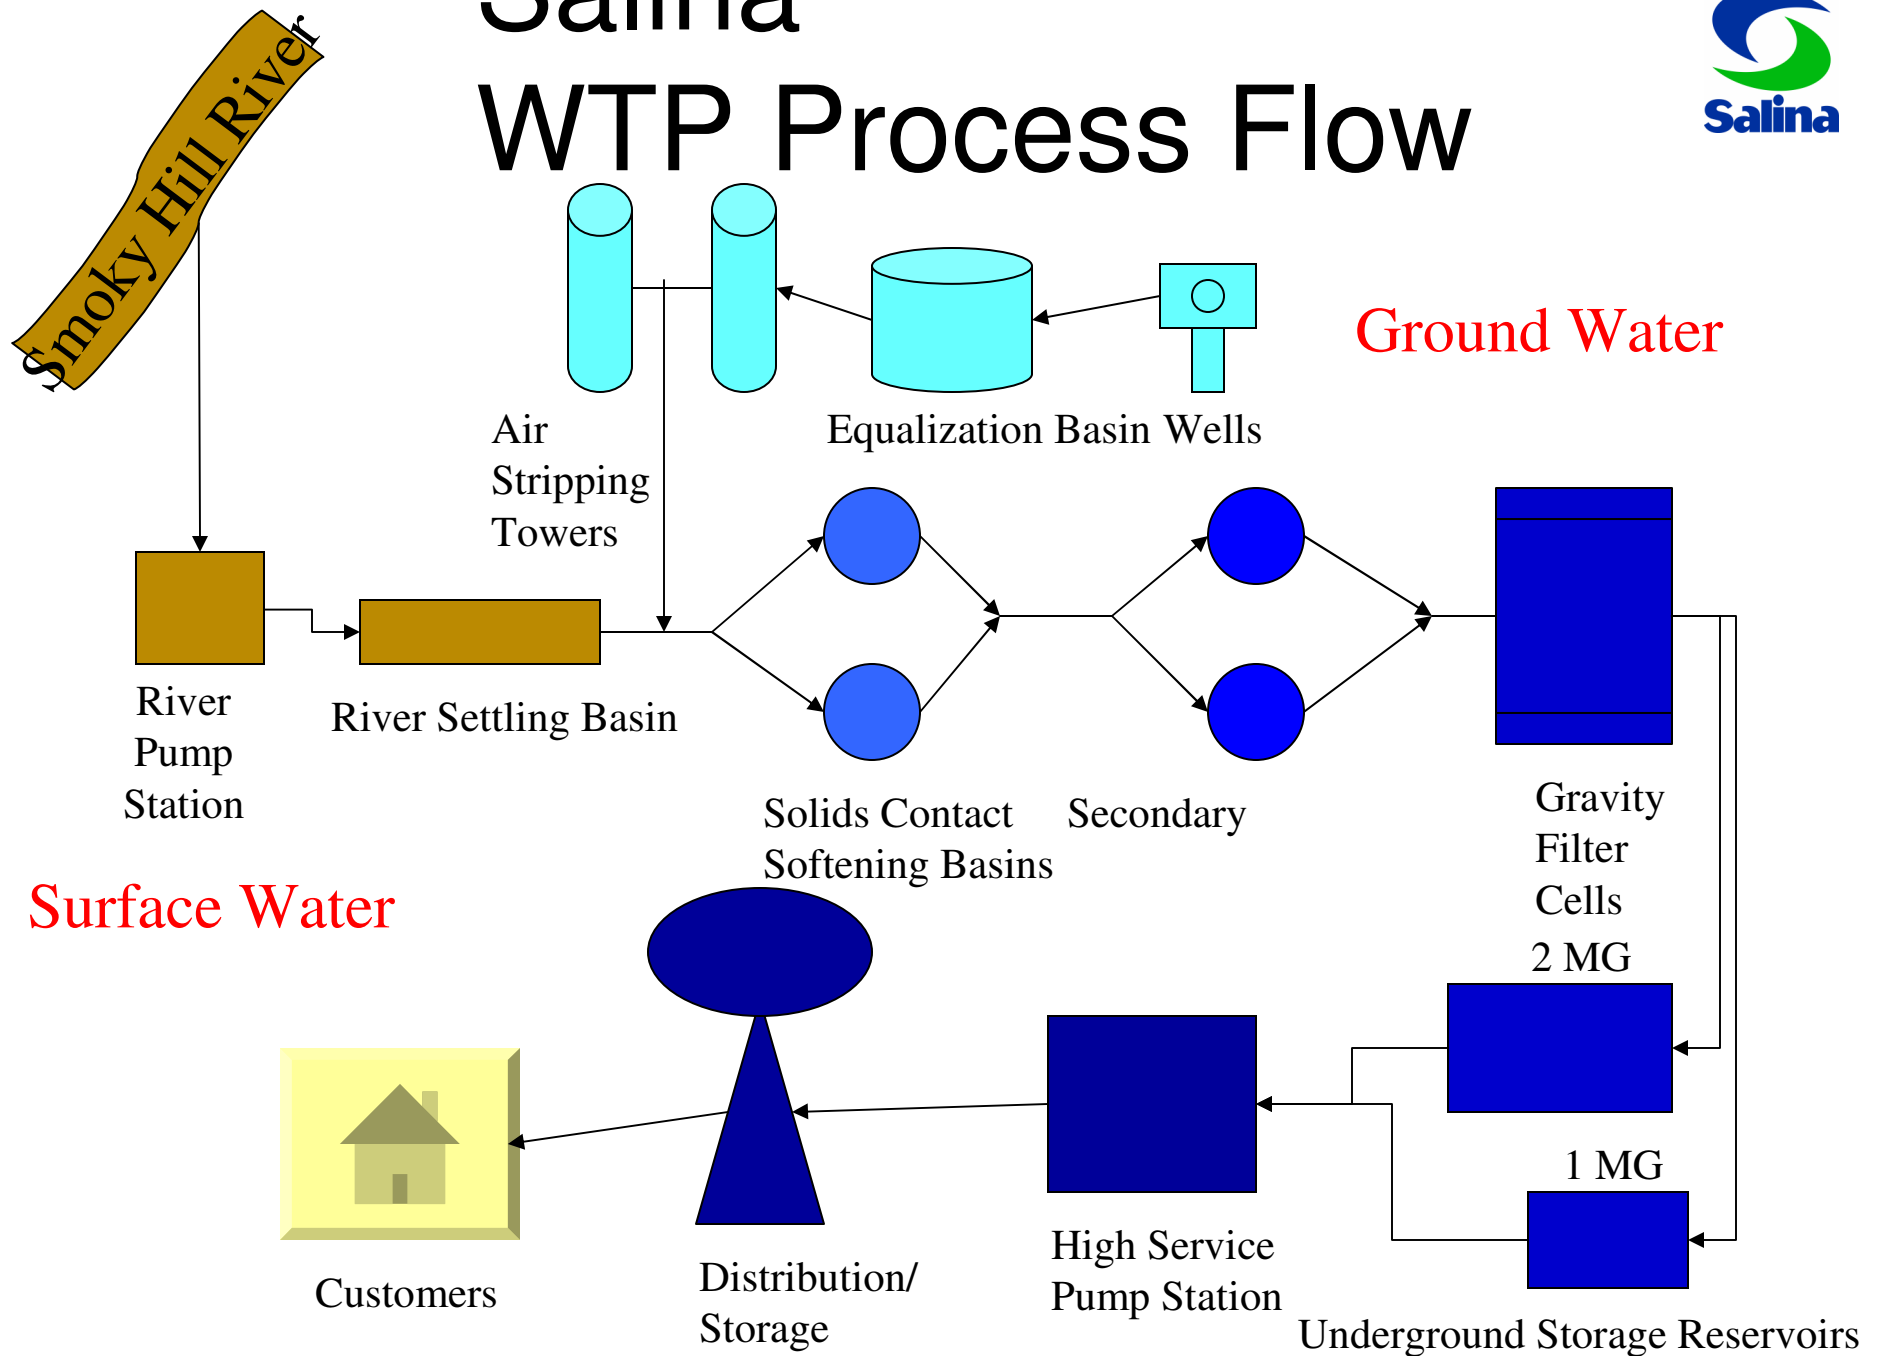 Salina
WTP Process Flow
Salina
Smoky Hill River
Ground Water
Air
Stripping
Towers
Equalization Basin Wells
River
Pump
Station
River Settling Basin
Solids Contact
Softening Basins
Secondary
Gravity
Filter
Cells
Surface Water
2 MG
1 MG
Customers
Distribution/
Storage
High Service
Pump Station
Underground Storage Reservoirs